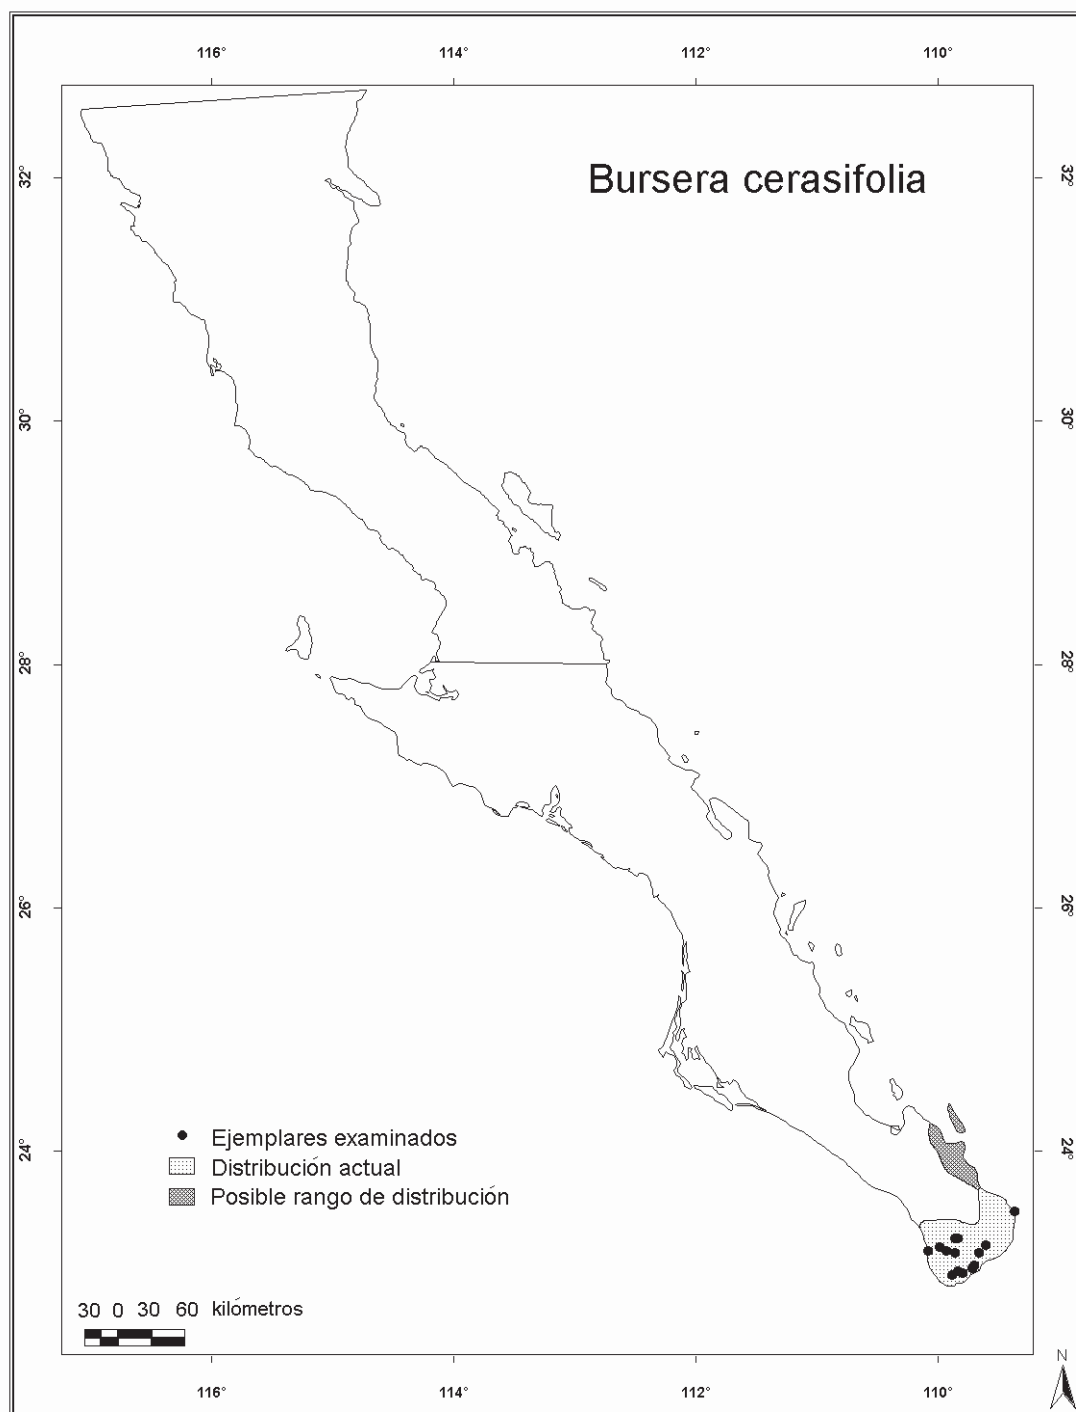 116° 114° 112° 110°
Bursera cerasifolia
32° 32°
30° 30°
28° 28°
26° 26°
24° 24°
Ejemplares examinados
Distribución actual
Posible rango de distribución
30 0 30 60 kilómetros
116° 114° 112° 110°
N